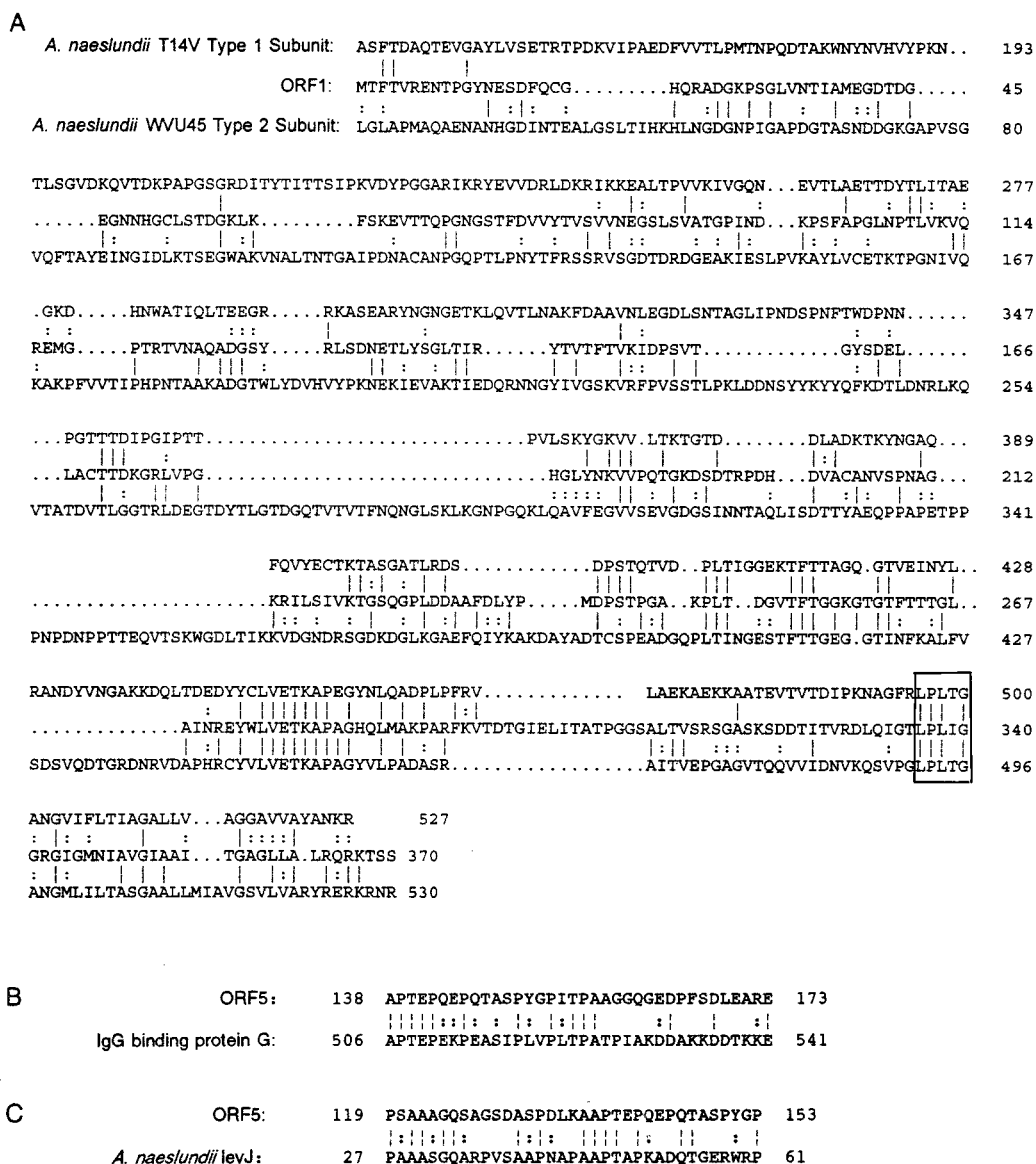 A
A. naeslundii T14V Type 1 Subunit: ASFTDAQTEVGAYLVSETRTPDKVIPAEDFVVTLPMTNPQDTAKWNYNVHVYPKN.. 193
ORF1: MTFTVRENTPGYNESDFQCG.........HQRADGKPSGLVNTIAMEGDTDG..... 45
A. naeslundii WVU45 Type 2 Subunit: LGLAPMAQAENANHGDINTEALGSLTIHKHLNGDGNPIGAPDGTASNDDGKGAPVSG 80
TLSGVDKQVTDKPAPGSGRDITYTITTSIPKVDYPGGARIKRYEVVDRLDKRIKKEALTPVVKIVGQN...EVTLAETTDYTLITAE 277
......EGNNHGCLSTDGKLK.........FSKEVTTQPGNGSTFDVVYTVSVVNEGSLSVATGPIND...KPSFAPGLNPTLVKVQ 114
VQFTAYEINGIDLKTSEGWAKVNALTNTGAIPDNACANPGQPTLPNYTFRSSRVSGDTDRDGEAKIESLPVKAYLVCETKTPGNIVQ 167
.GKD.....HNWATIQLTEEGR.....RKASEARYNGNGETKLQVTLNAKFDAAVNLEGDLSNTAGLIPNDSPNFTWDPNN...... 347
REMG.....PTRTVNAQADGSY.....RLSDNETLYSGLTIR......YTVTFTVKIDPSVT...........GYSDEL........ 166
KAKPFVVTIPHPNTAAKADGTWLYDVHVYPKNEKIEVAKTIEDQRNNGYIVGSKVRFPVSSTLPKLDDNSYYKYYQFKDTLDNRLKQ 254
...PGTTTDIPGIPTT..............................PVLSKYGKVV.LTKTGTD........DLADKTKYNGAQ... 389
...LACTTDKGRLVPG................................HGLYNKVVPQTGKDSDTRPDH...DVACANVSPNAG... 212
VTATDVTLGGTRLDEGTDYTLGTDGQTVTVTFNQNGLSKLKGNPGQKLQAVFEGVVSEVGDGSINNTAQLISDTTYAEQPPAPETPP 341
FQVYECTKTASGATLRDS............DPSTQTVD..PLTIGGEKTFTTAGQ.GTVEINYL.. 428
......................KRILSIVKTGSQGPLDDAAFDLYP.....MDPSTPGA..KPLT..DGVTFTGGKGTGTFTTTGL.. 267
PNPDNPPTTEQVTSKWGDLTIKKVDGNDRSGDKDGLKGAEFQIYKAKDAYADTCSPEADGQPLTINGESTFTTGEG.GTINFKALFV 427
RANDYVNGAKKDQLTDEDYYCLVETKAPEGYNLQADPLPFRV................LAEKAEKKAATEVTVTDIPKNAGFRLPLTG 500
..............AINREYWLVETKAPAGHQLMAKPARFKVTDTGIELITATPGGSALTVSRSGASKSDDTITVRDLQIGTLPLIG 340
SDSVQDTGRDNRVDAPHRCYVLVETKAPAGYVLPADASR..................AITVEPGAGVTQQVVIDNVKQSVPGLPLTG 496
ANGVIFLTIAGALLV...AGGAVVAYANKR 527
GRGIGMNIAVGIAAI...TGAGLLA.LRQRKTSS 370
ANGMLILTASGAALLMIAVGSVLVARYRERKRNR 530
B
ORF5: 138 APTEPQEPQTASPYGPITPAAGGQGEDPFSDLEARE 173
IgG binding protein G: 506 APTEPEKPEASIPLVPLTPATPIAKDDAKKDDTKKE 541
C
ORF5: 119 PSAAAGQSAGSDASPDLKAAPTEPQEPQTASPYGP 153
A. naeslundii levJ: 27 PAAASGQARPVSAAPNAPAAPTAPKADQTGERWRP 61